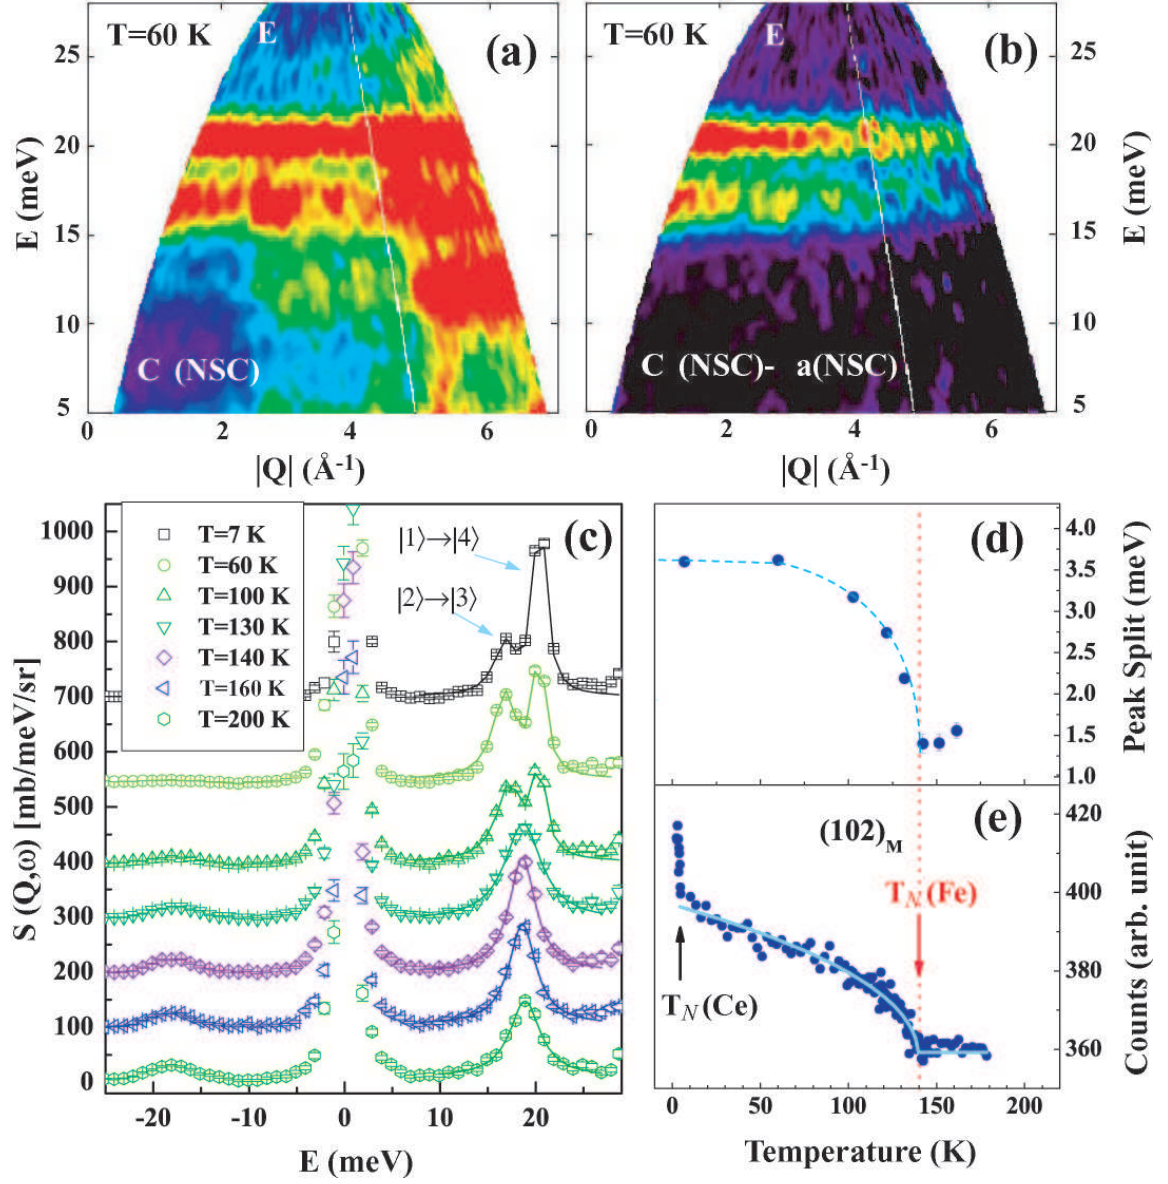 T=60 K
E
(a)
25
20
15
10
5
E (meV)
C (NSC)
0
2
4
6
|Q| (Å⁻¹)
T=60 K
E
(b)
25
20
15
10
5
E (meV)
C (NSC)- a(NSC)
0
2
4
6
|Q| (Å⁻¹)
T=7 K
T=60 K
T=100 K
T=130 K
T=140 K
T=160 K
T=200 K
|1⟩→|4⟩
|2⟩→|3⟩
(c)
1000
900
800
700
600
500
400
300
200
100
0
S (Q,ω) [mb/meV/sr]
-20
-10
0
10
20
E (meV)
(d)
4.0
3.5
3.0
2.5
2.0
1.5
1.0
Peak Split (meV)
(e)
(102)M
TN(Fe)
TN(Ce)
420
400
380
360
Counts (arb. unit)
0
50
100
150
200
Temperature (K)